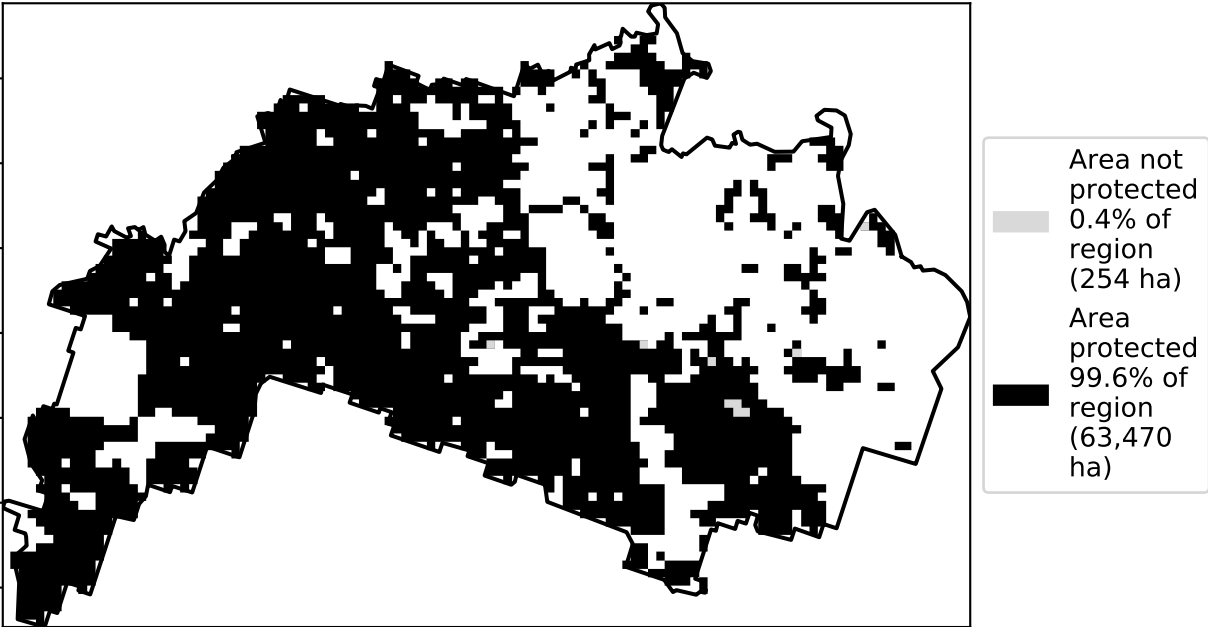 Area not
protected
0.4% of
region
(254 ha)
Area
protected
99.6% of
region
(63,470
ha)